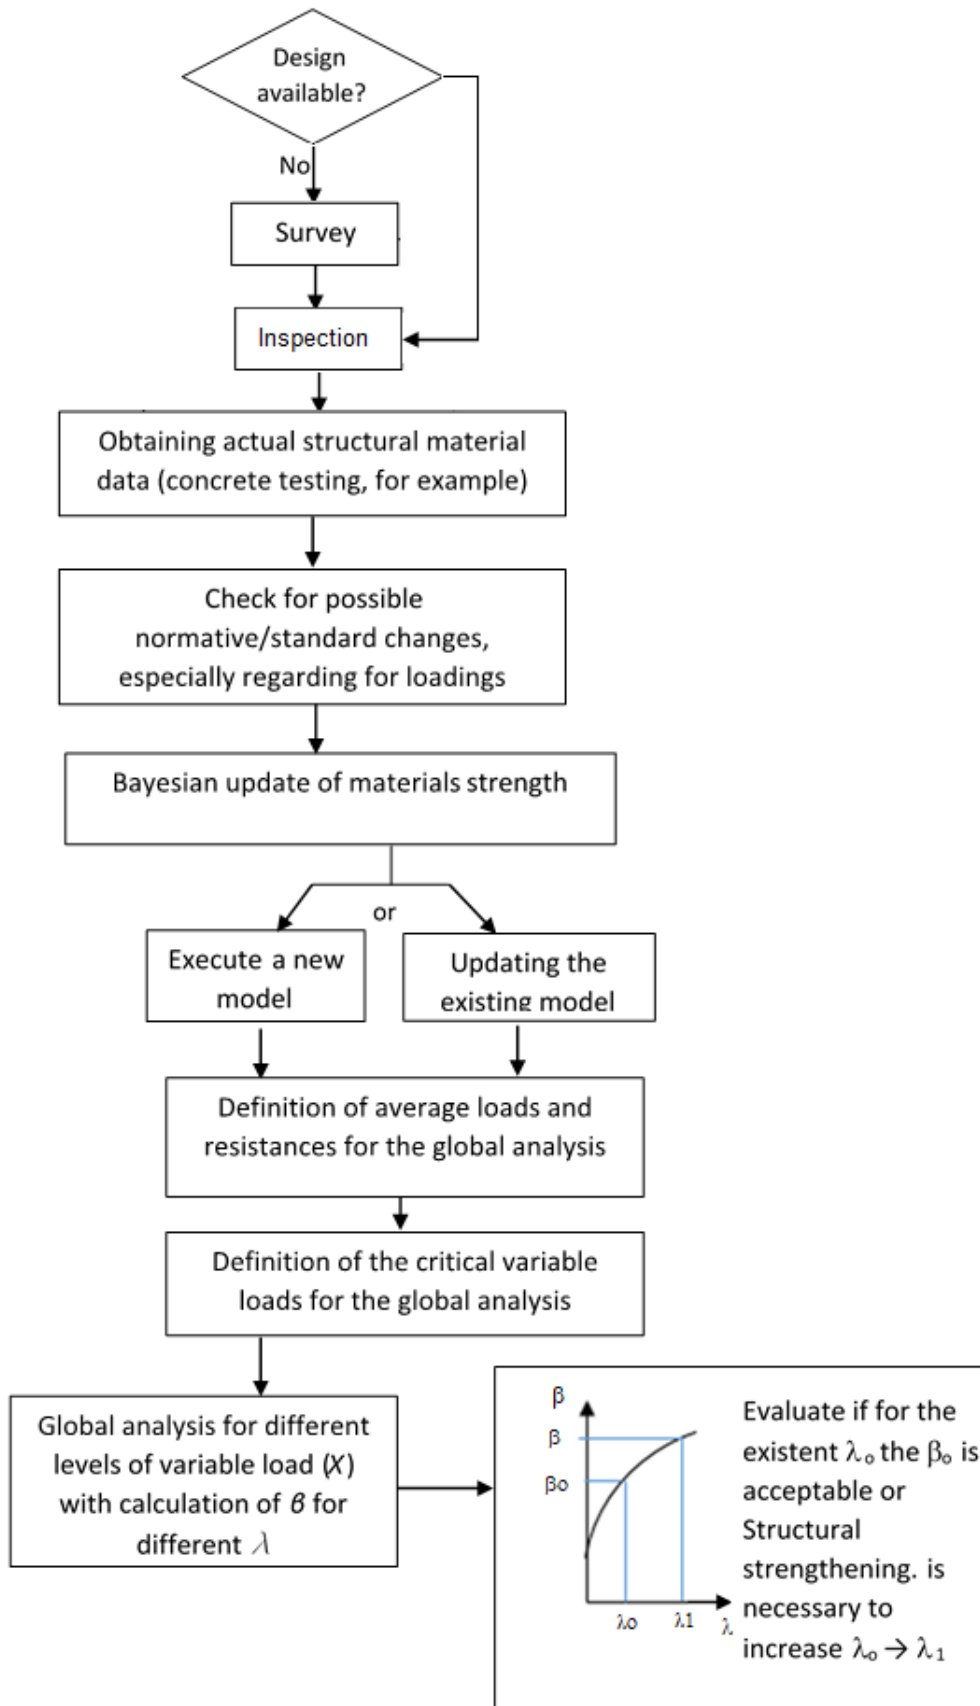 Design
available?
No
Survey
Inspection
Obtaining actual structural material
data (concrete testing, for example)
Check for possible
normative/standard changes,
especially regarding for loadings
Bayesian update of materials strength
or
Execute a new
model
Updating the
existing model
Definition of average loads and
resistances for the global analysis
Definition of the critical variable
loads for the global analysis
Global analysis for different
levels of variable load (X)
with calculation of β for
different λ
β
β
βo
λo
λ1
λ
Evaluate if for the
existent λₒ the βₒ is
acceptable or
Structural
strengthening. is
necessary to
increase λₒ → λ₁